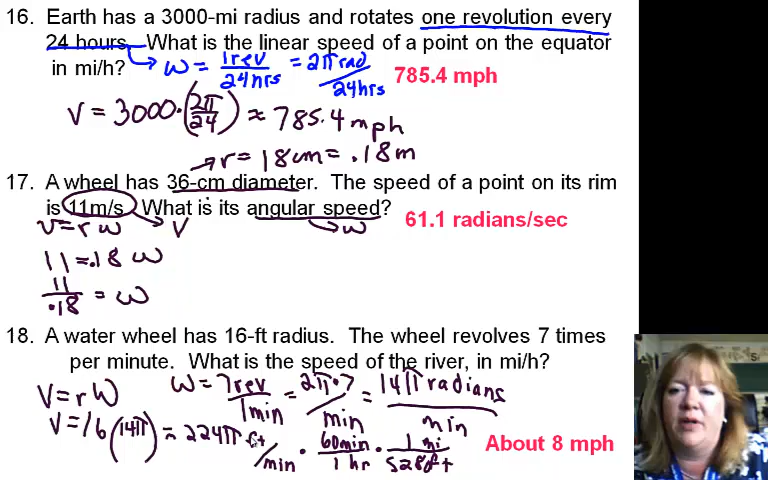 16. Earth has a 3000-mi radius and rotates one revolution every
24 hours. What is the linear speed of a point on the equator
in mi/h? ω = 1rev/24hrs = 2π rad/24hrs 785.4 mph
V = 3000·(2π/24) ≈ 785.4 mph
r = 18cm = .18m
17. A wheel has 36-cm diameter. The speed of a point on its rim
is 11m/s. What is its angular speed? 61.1 radians/sec
v = rω V ω
11 = .18 ω
11/.18 = ω
18. A water wheel has 16-ft radius. The wheel revolves 7 times
per minute. What is the speed of the river, in mi/h?
V = rω ω = 7rev/1min = 2π·7/min = 14π radians/min
V = 16(14π) = 224π ft/min · 60min/1hr · 1mi/5280ft About 8 mph